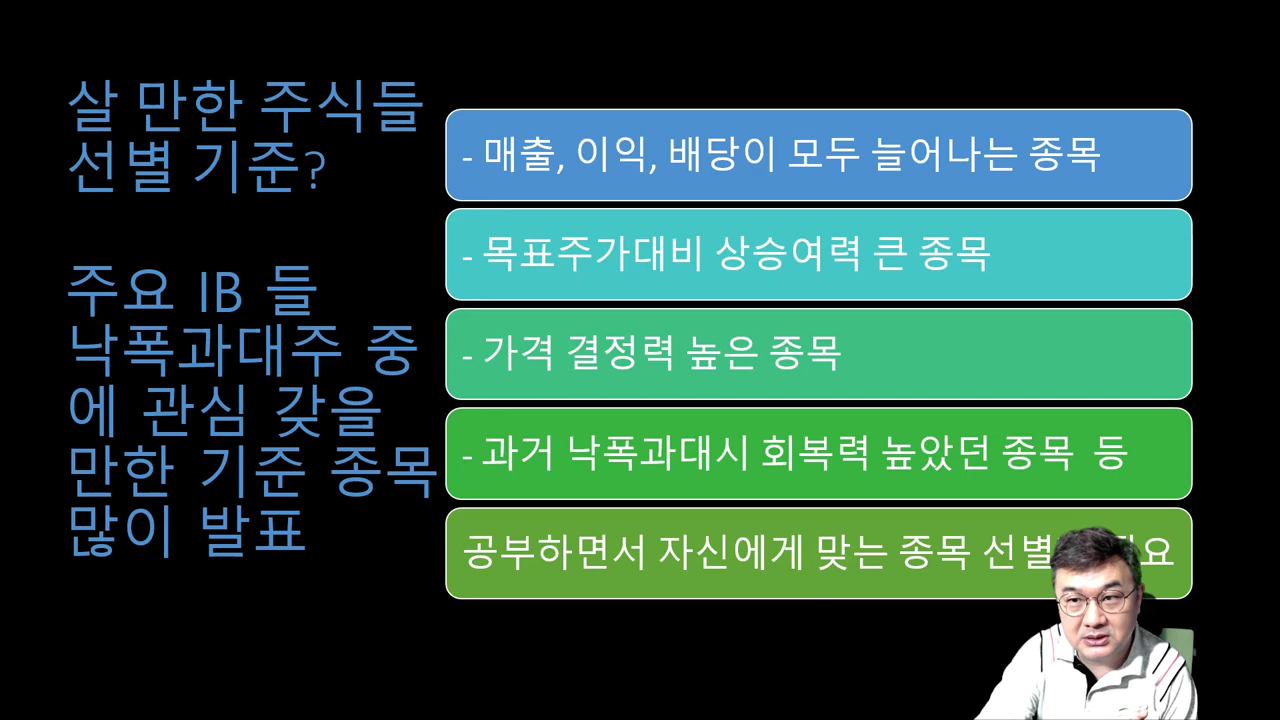 살 만한 주식들
선별 기준?
주요 IB 들
낙폭과대주 중
에 관심 갖을
만한 기준 종목
많이 발표
- 매출, 이익, 배당이 모두 늘어나는 종목
- 목표주가대비 상승여력 큰 종목
- 가격 결정력 높은 종목
- 과거 낙폭과대시 회복력 높았던 종목 등
공부하면서 자신에게 맞는 종목